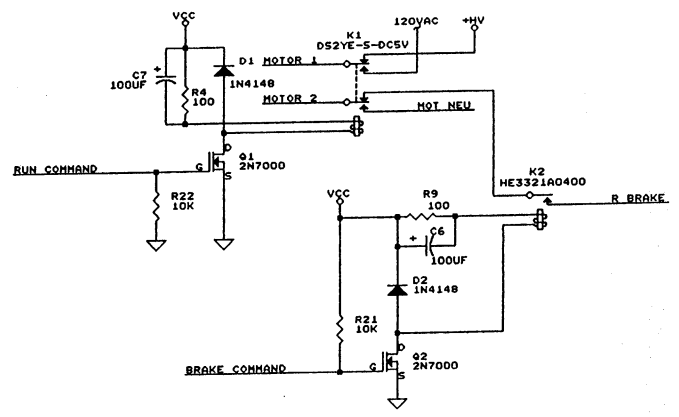 VCC
120VAC
+HV
K1
DS2YE-S-DC5V
D1
MOTOR 1
+
C7
100UF
R4
100
1N4148
MOTOR 2
MOT NEU
D
Q1
2N7000
G
S
RUN COMMAND
K2
HE3321A0400
R BRAKE
R22
10K
VCC
R9
100
+
C6
100UF
D2
1N4148
R21
10K
D
Q2
2N7000
G
S
BRAKE COMMAND